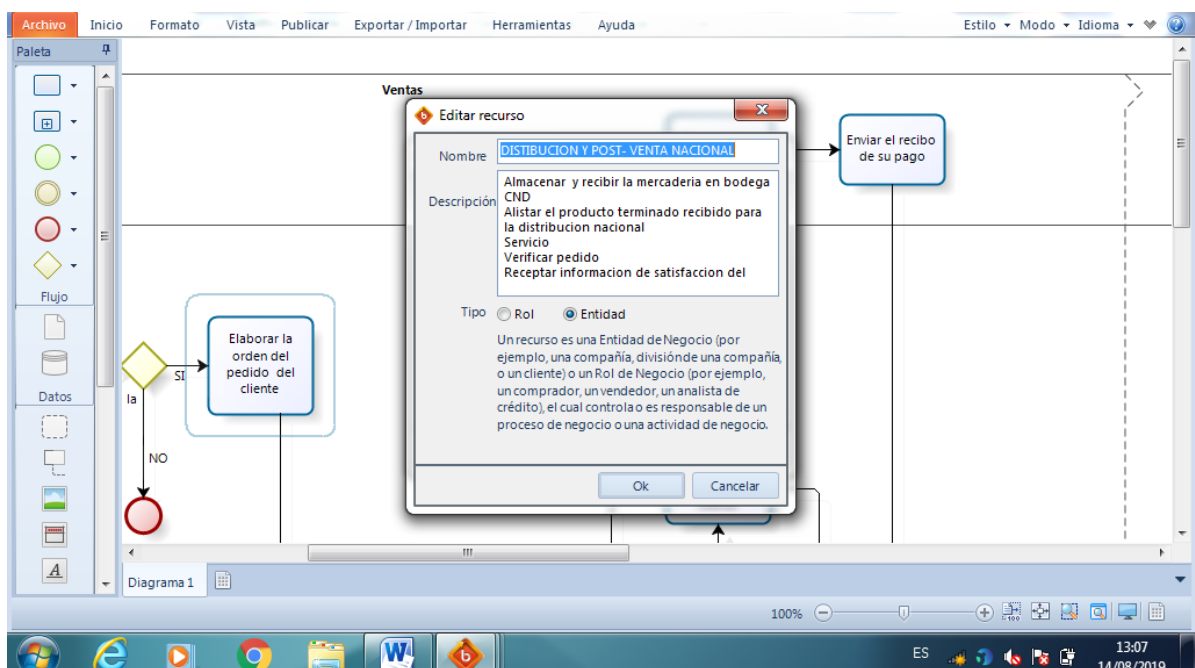 Archivo Inicio Formato Vista Publicar Exportar / Importar Herramientas Ayuda Estilo Modo Idioma
Paleta
Ventas
Editar recurso
Nombre DISTIBUCION Y POST- VENTA NACIONAL
Descripción
Almacenar y recibir la mercaderia en bodega
CND
Alistar el producto terminado recibido para
la distribucion nacional
Servicio
Verificar pedido
Receptar informacion de satisfaccion del
Tipo Rol Entidad
Un recurso es una Entidad de Negocio (por
ejemplo, una compañía, divisiónde una compañía,
o un cliente) o un Rol de Negocio (por ejemplo,
un comprador, un vendedor, un analista de
crédito), el cual controla o es responsable de un
proceso de negocio o una actividad de negocio.
Ok Cancelar
Enviar el recibo
de su pago
Flujo
Datos
Elaborar la
orden del
pedido del
cliente
SI
la
NO
Diagrama 1
100%
ES
13:07
14/08/2019